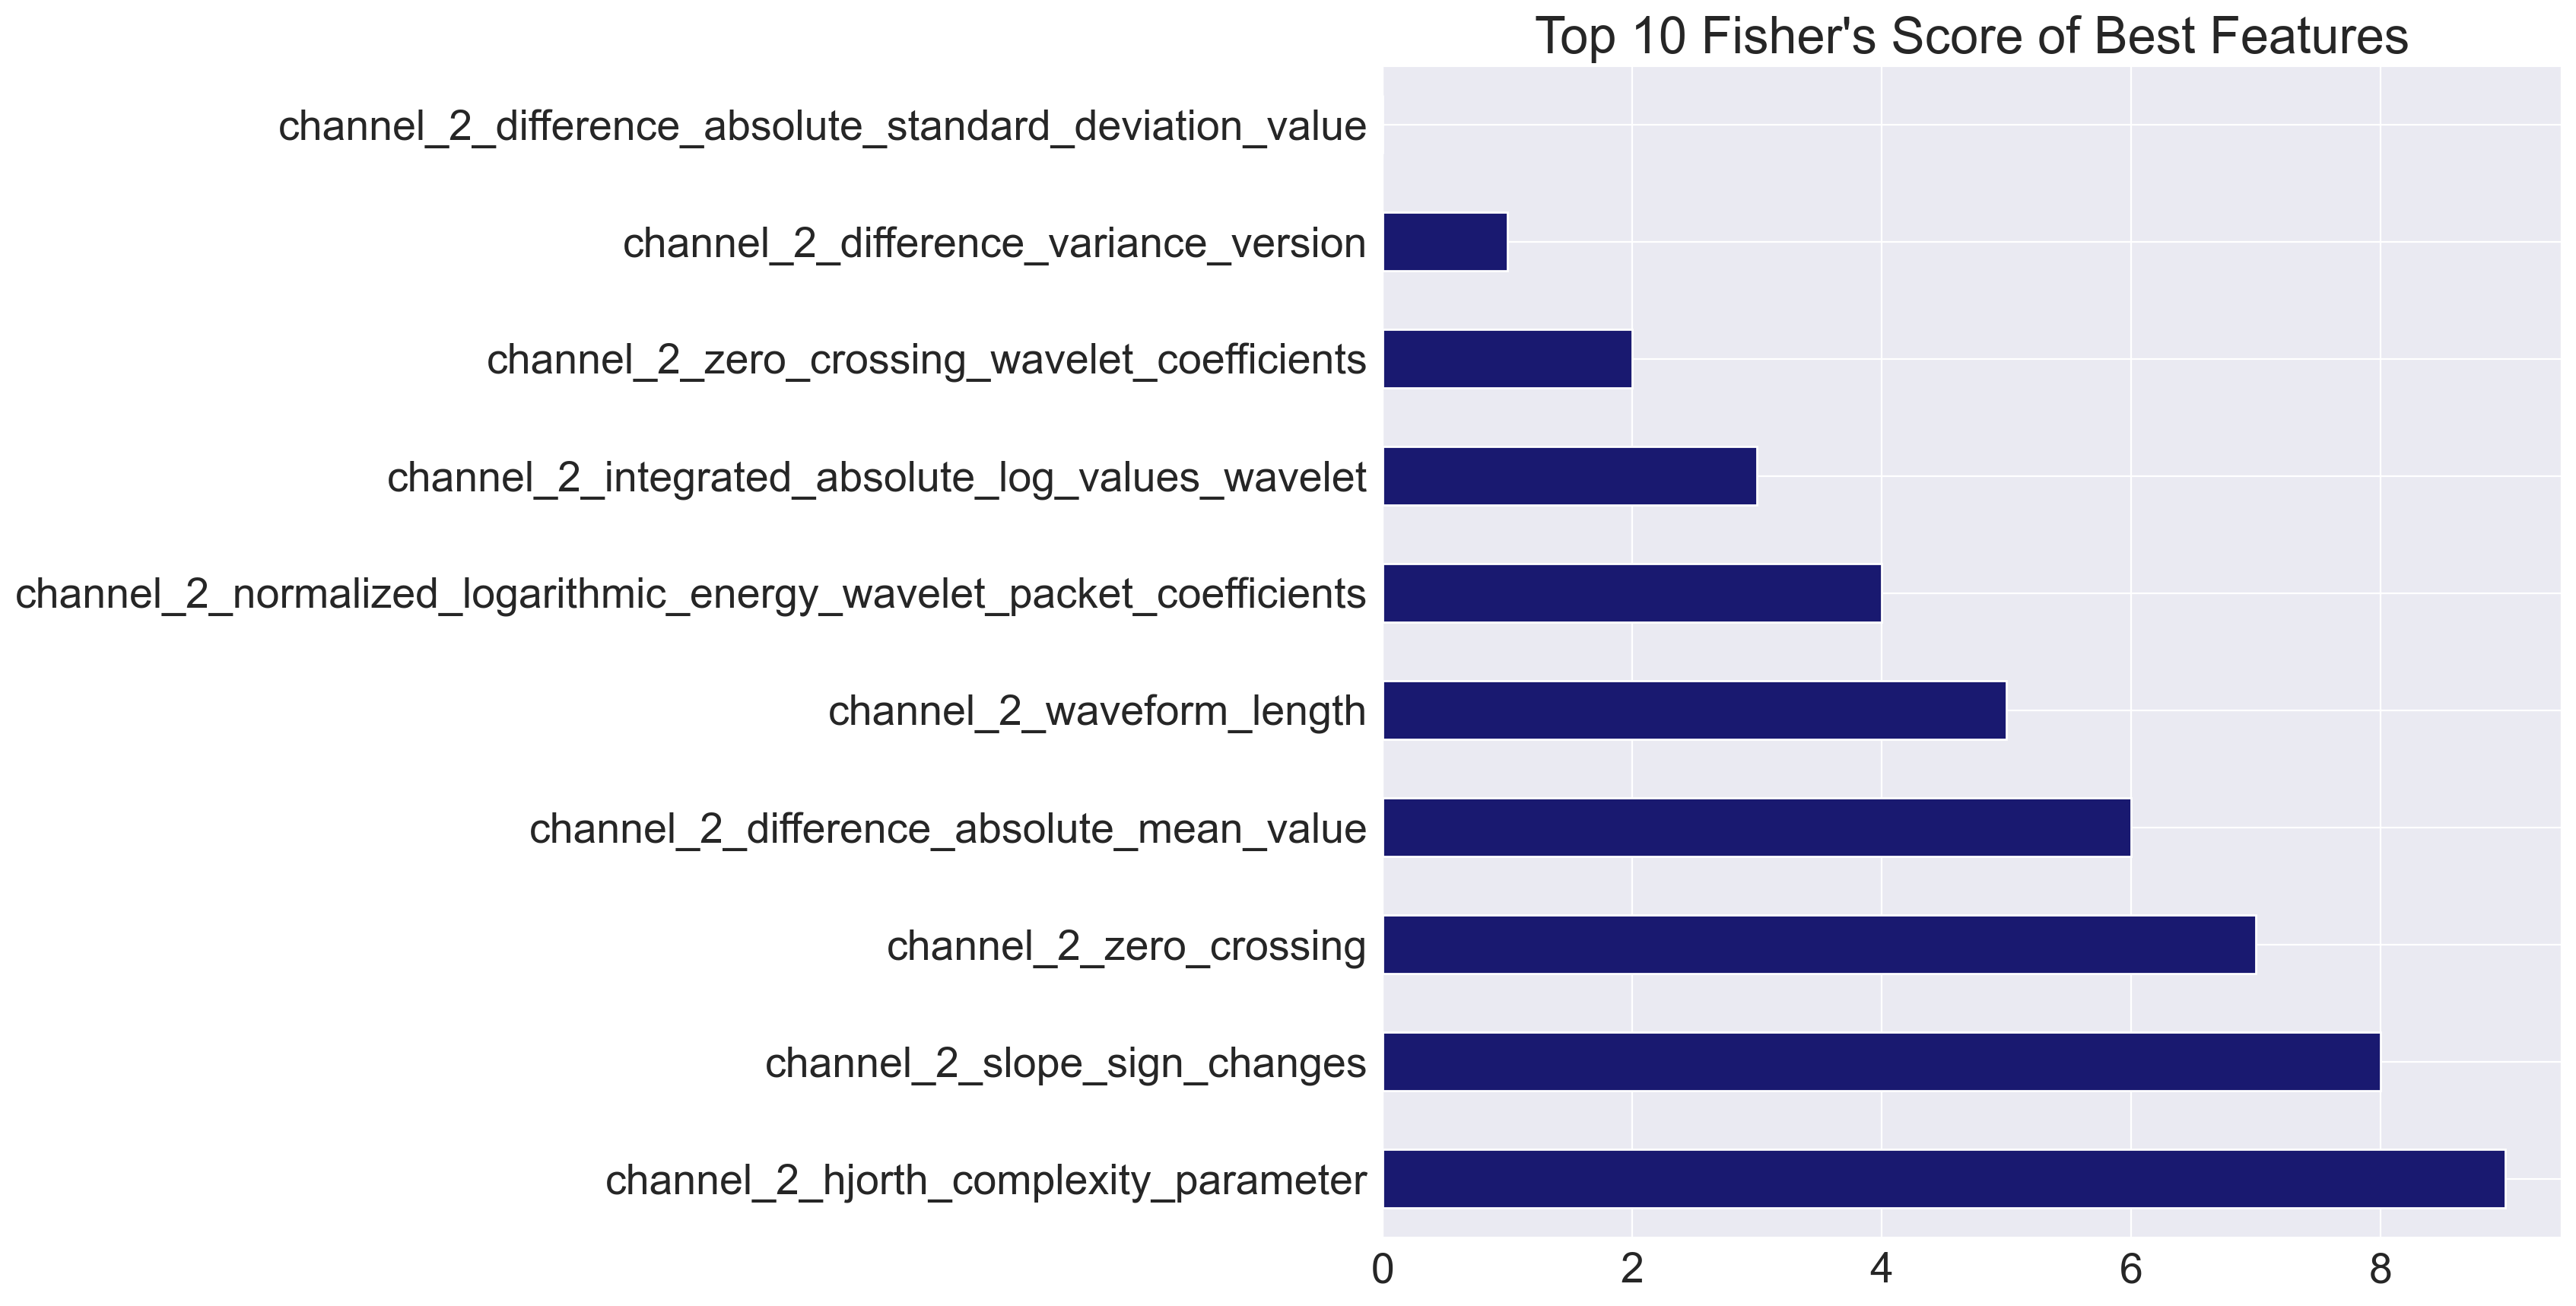 Top 10 Fisher's Score of Best Features
channel_2_difference_absolute_standard_deviation_value
channel_2_difference_variance_version
channel_2_zero_crossing_wavelet_coefficients
channel_2_integrated_absolute_log_values_wavelet
channel_2_normalized_logarithmic_energy_wavelet_packet_coefficients
channel_2_waveform_length
channel_2_difference_absolute_mean_value
channel_2_zero_crossing
channel_2_slope_sign_changes
channel_2_hjorth_complexity_parameter
0 2 4 6 8